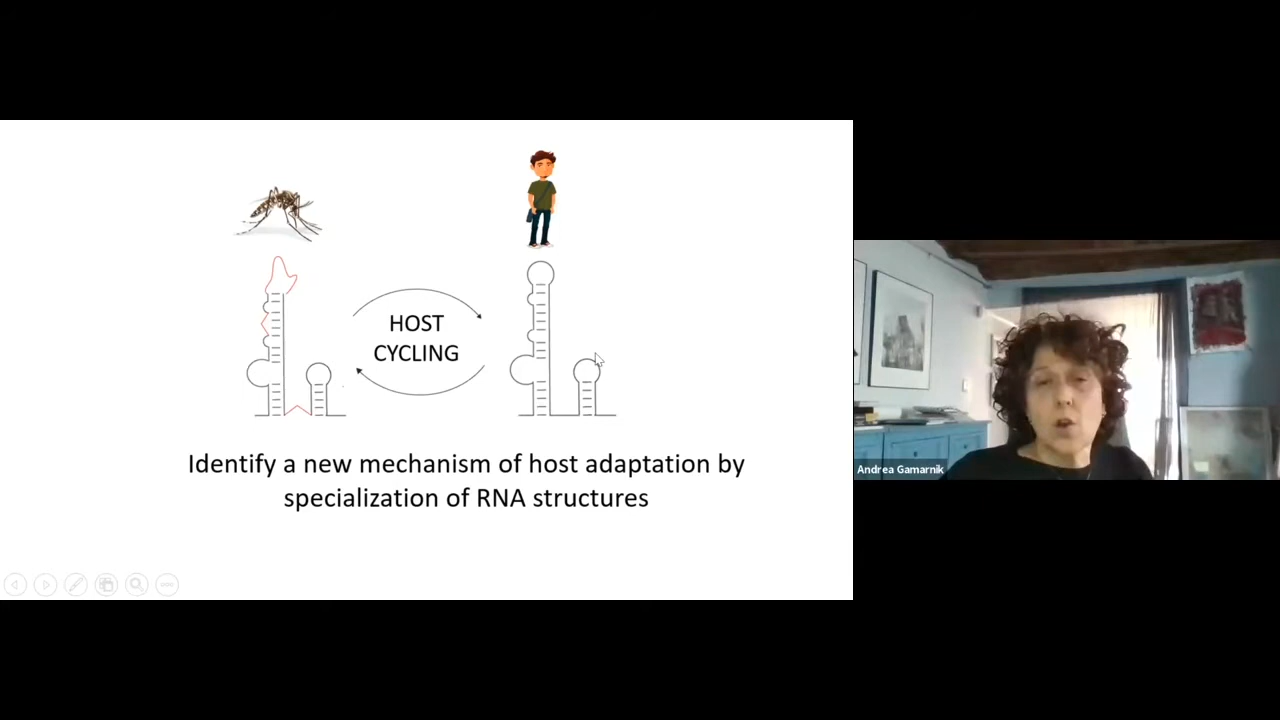 HOST
CYCLING
Identify a new mechanism of host adaptation by
specialization of RNA structures
Andrea Gamarnik